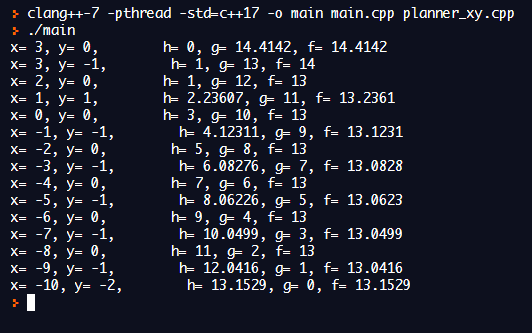 > clang++-7 -pthread -std=c++17 -o main main.cpp planner_xy.cpp
> ./main
x= 3, y= 0,        h= 0, g= 14.4142, f= 14.4142
x= 3, y= -1,        h= 1, g= 13, f= 14
x= 2, y= 0,        h= 1, g= 12, f= 13
x= 1, y= 1,        h= 2.23607, g= 11, f= 13.2361
x= 0, y= 0,        h= 3, g= 10, f= 13
x= -1, y= -1,        h= 4.12311, g= 9, f= 13.1231
x= -2, y= 0,        h= 5, g= 8, f= 13
x= -3, y= -1,        h= 6.08276, g= 7, f= 13.0828
x= -4, y= 0,        h= 7, g= 6, f= 13
x= -5, y= -1,        h= 8.06226, g= 5, f= 13.0623
x= -6, y= 0,        h= 9, g= 4, f= 13
x= -7, y= -1,        h= 10.0499, g= 3, f= 13.0499
x= -8, y= 0,        h= 11, g= 2, f= 13
x= -9, y= -1,        h= 12.0416, g= 1, f= 13.0416
x= -10, y= -2,        h= 13.1529, g= 0, f= 13.1529
>